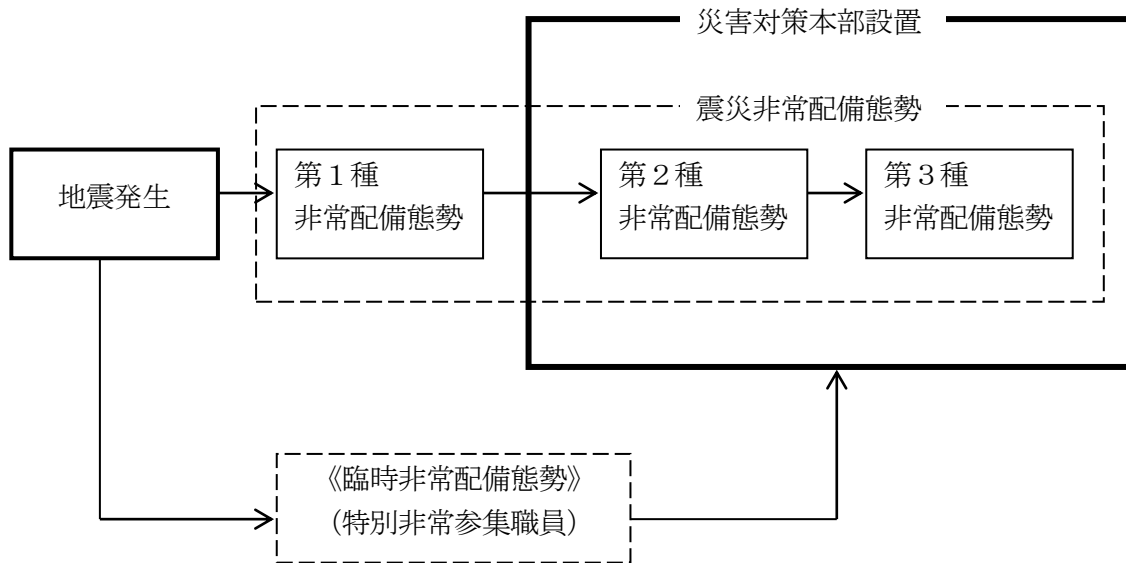 災害対策本部設置
震災非常配備態勢
地震発生
第１種
非常配備態勢
第２種
非常配備態勢
第３種
非常配備態勢
《臨時非常配備態勢》
（特別非常参集職員）